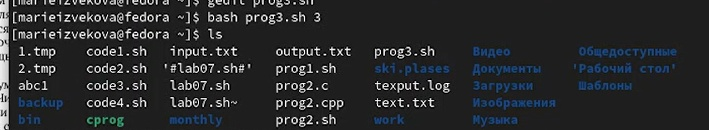 [marieizvekova@fedora ~]$ gedit prog3.sh
[marieizvekova@fedora ~]$ bash prog3.sh 3
[marieizvekova@fedora ~]$ ls
1.tmp code1.sh input.txt output.txt prog3.sh Видео Общедоступные
2.tmp code2.sh '#lab07.sh#' prog1.sh ski.plases Документы 'Рабочий стол'
abc1 code3.sh lab07.sh prog2.c texput.log Загрузки Шаблоны
backup code4.sh lab07.sh~ prog2.cpp text.txt Изображения
bin cprog monthly prog2.sh work Музыка